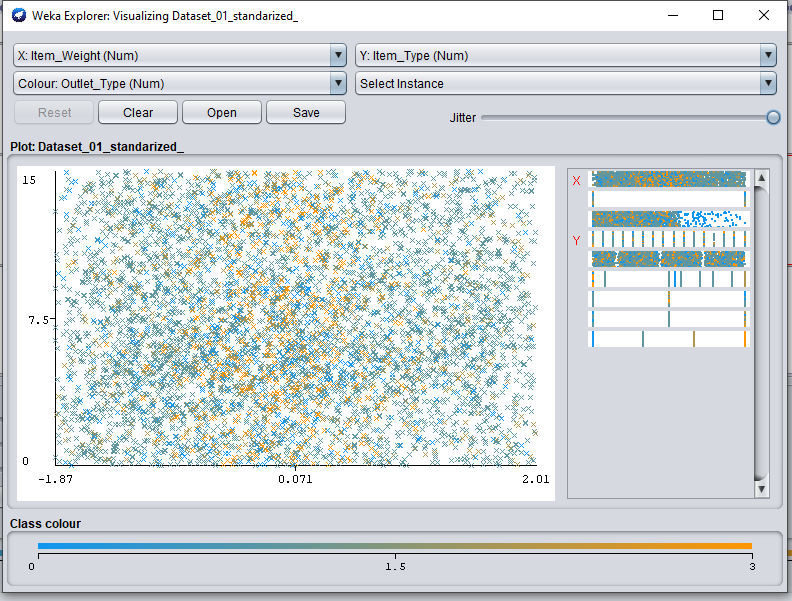 Weka Explorer: Visualizing Dataset_01_standarized_
X: Item_Weight (Num) Y: Item_Type (Num)
Colour: Outlet_Type (Num) Select Instance
Reset Clear Open Save Jitter
Plot: Dataset_01_standarized_
15
7.5
0
-1.87 0.071 2.01
X
Y
Class colour
0 1.5 3